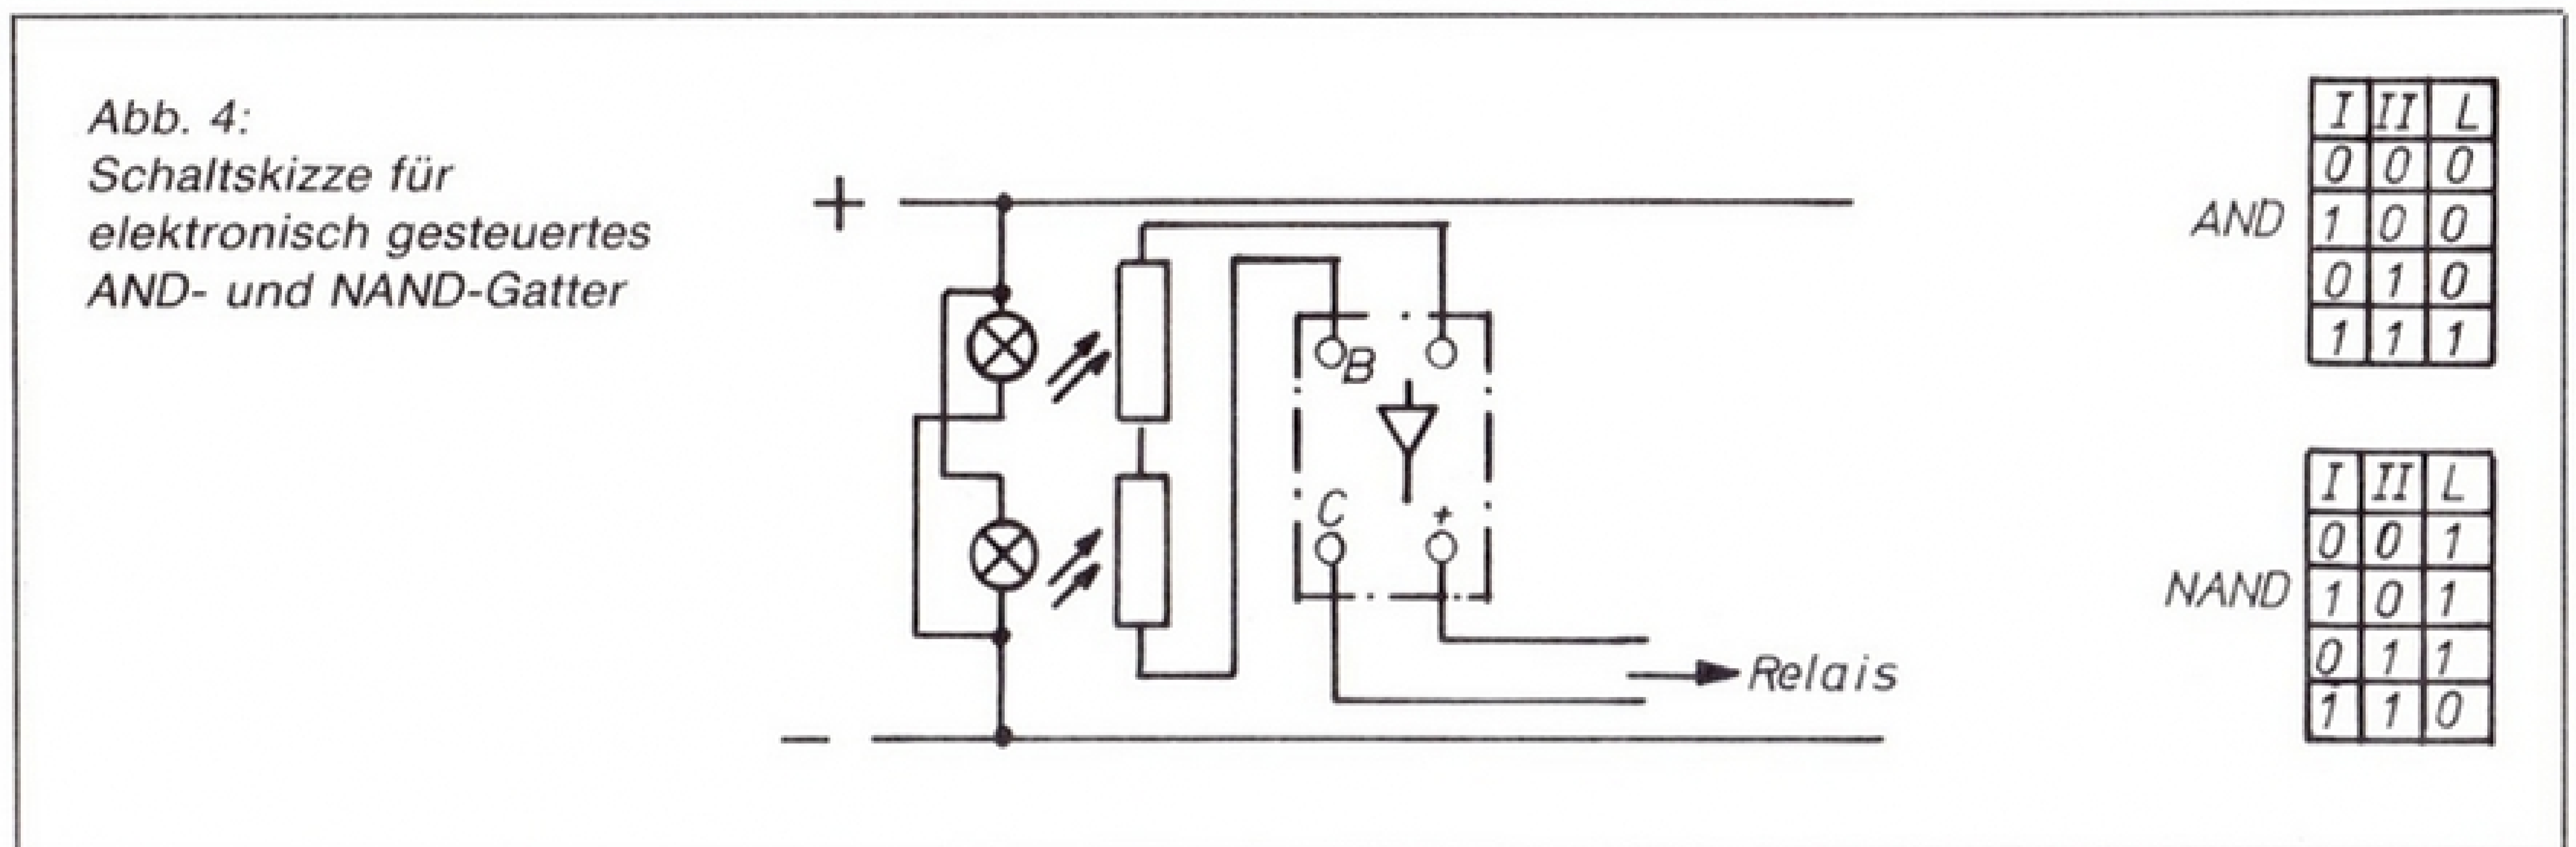 Abb. 4:
Schaltskizze für
elektronisch gesteuertes
AND- und NAND-Gatter
+
B
C +
Relais
−
AND
I II L
0 0 0
1 0 0
0 1 0
1 1 1
NAND
I II L
0 0 1
1 0 1
0 1 1
1 1 0